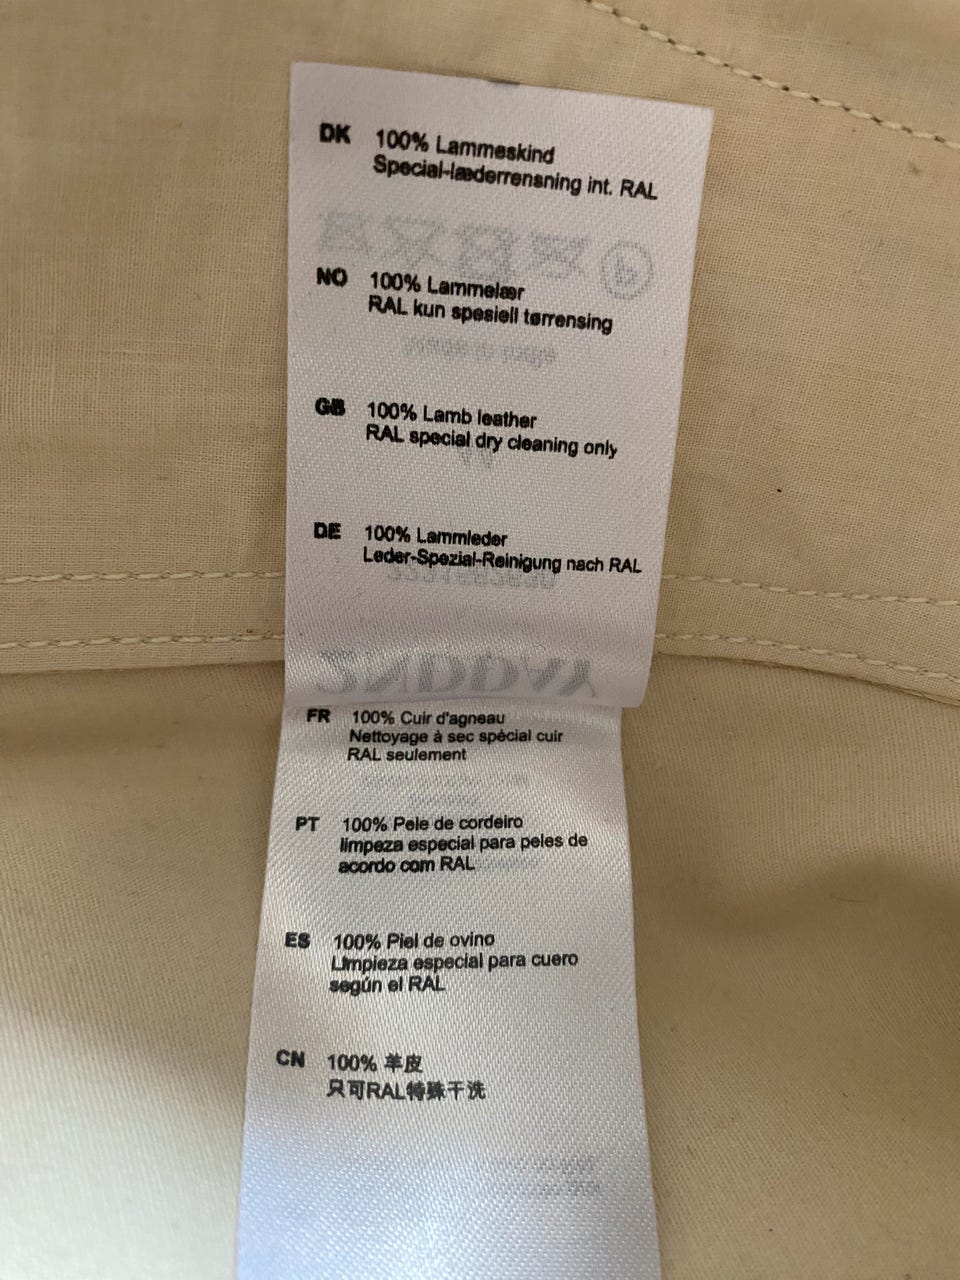 DK 100% Lammeskind
Special-læderrensning int. RAL
NO 100% Lammelær
RAL kun spesiell tørrensing
GB 100% Lamb leather
RAL special dry cleaning only
DE 100% Lammleder
Leder-Spezial-Reinigung nach RAL
FR 100% Cuir d'agneau
Nettoyage à sec spécial cuir
RAL seulement
PT 100% Pele de cordeiro
limpeza especial para peles de
acordo com RAL
ES 100% Piel de ovino
Limpieza especial para cuero
según el RAL
CN 100% 羊皮
只可RAL特殊干洗